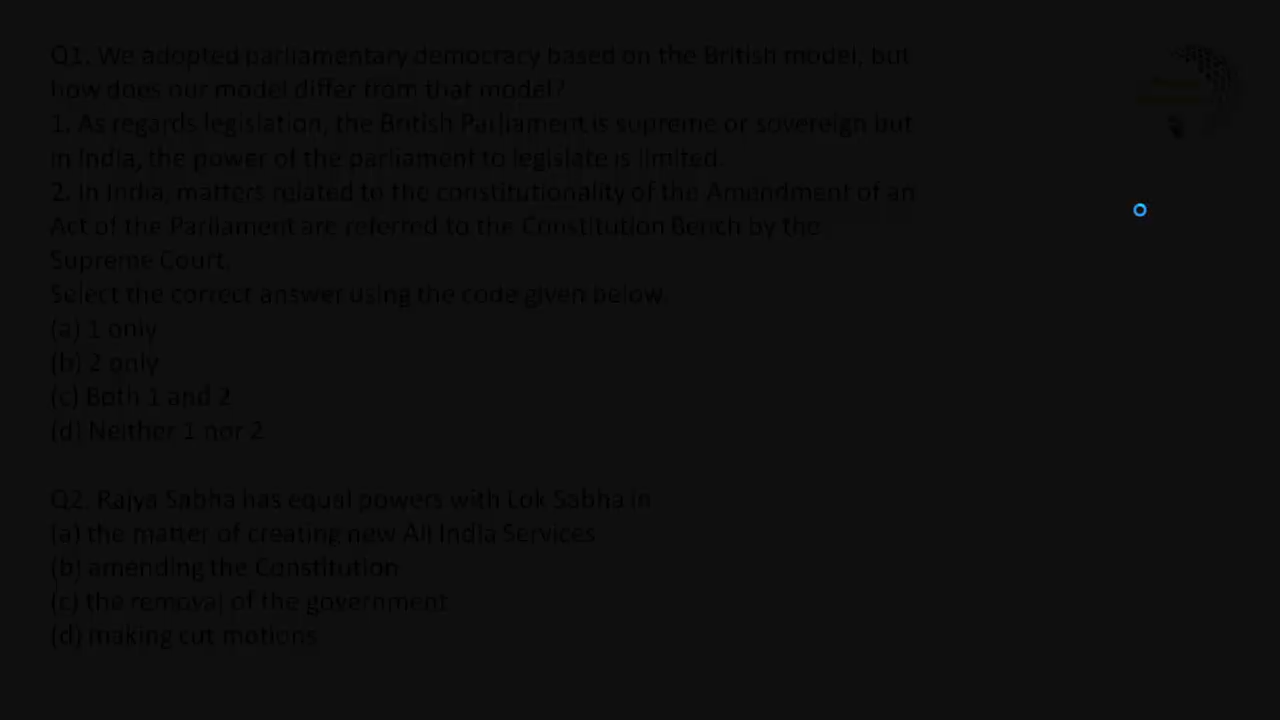 Q1. We adopted parliamentary democracy based on the British model, but
how does our model differ from that model?
1. As regards legislation, the British Parliament is supreme or sovereign but
in India, the power of the parliament to legislate is limited.
2. In India, matters related to the constitutionality of the Amendment of an
Act of the Parliament are referred to the Constitution Bench by the
Supreme Court.
Select the correct answer using the code given below.
(a) 1 only
(b) 2 only
(c) Both 1 and 2
(d) Neither 1 nor 2
Q2. Rajya Sabha has equal powers with Lok Sabha in
(a) the matter of creating new All India Services
(b) amending the Constitution
(c) the removal of the government
(d) making cut motions